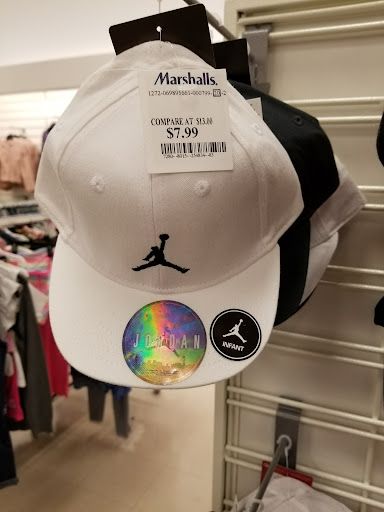 Marshalls.
COMPARE AT $13.00
$7.99
JORDAN
INFANT